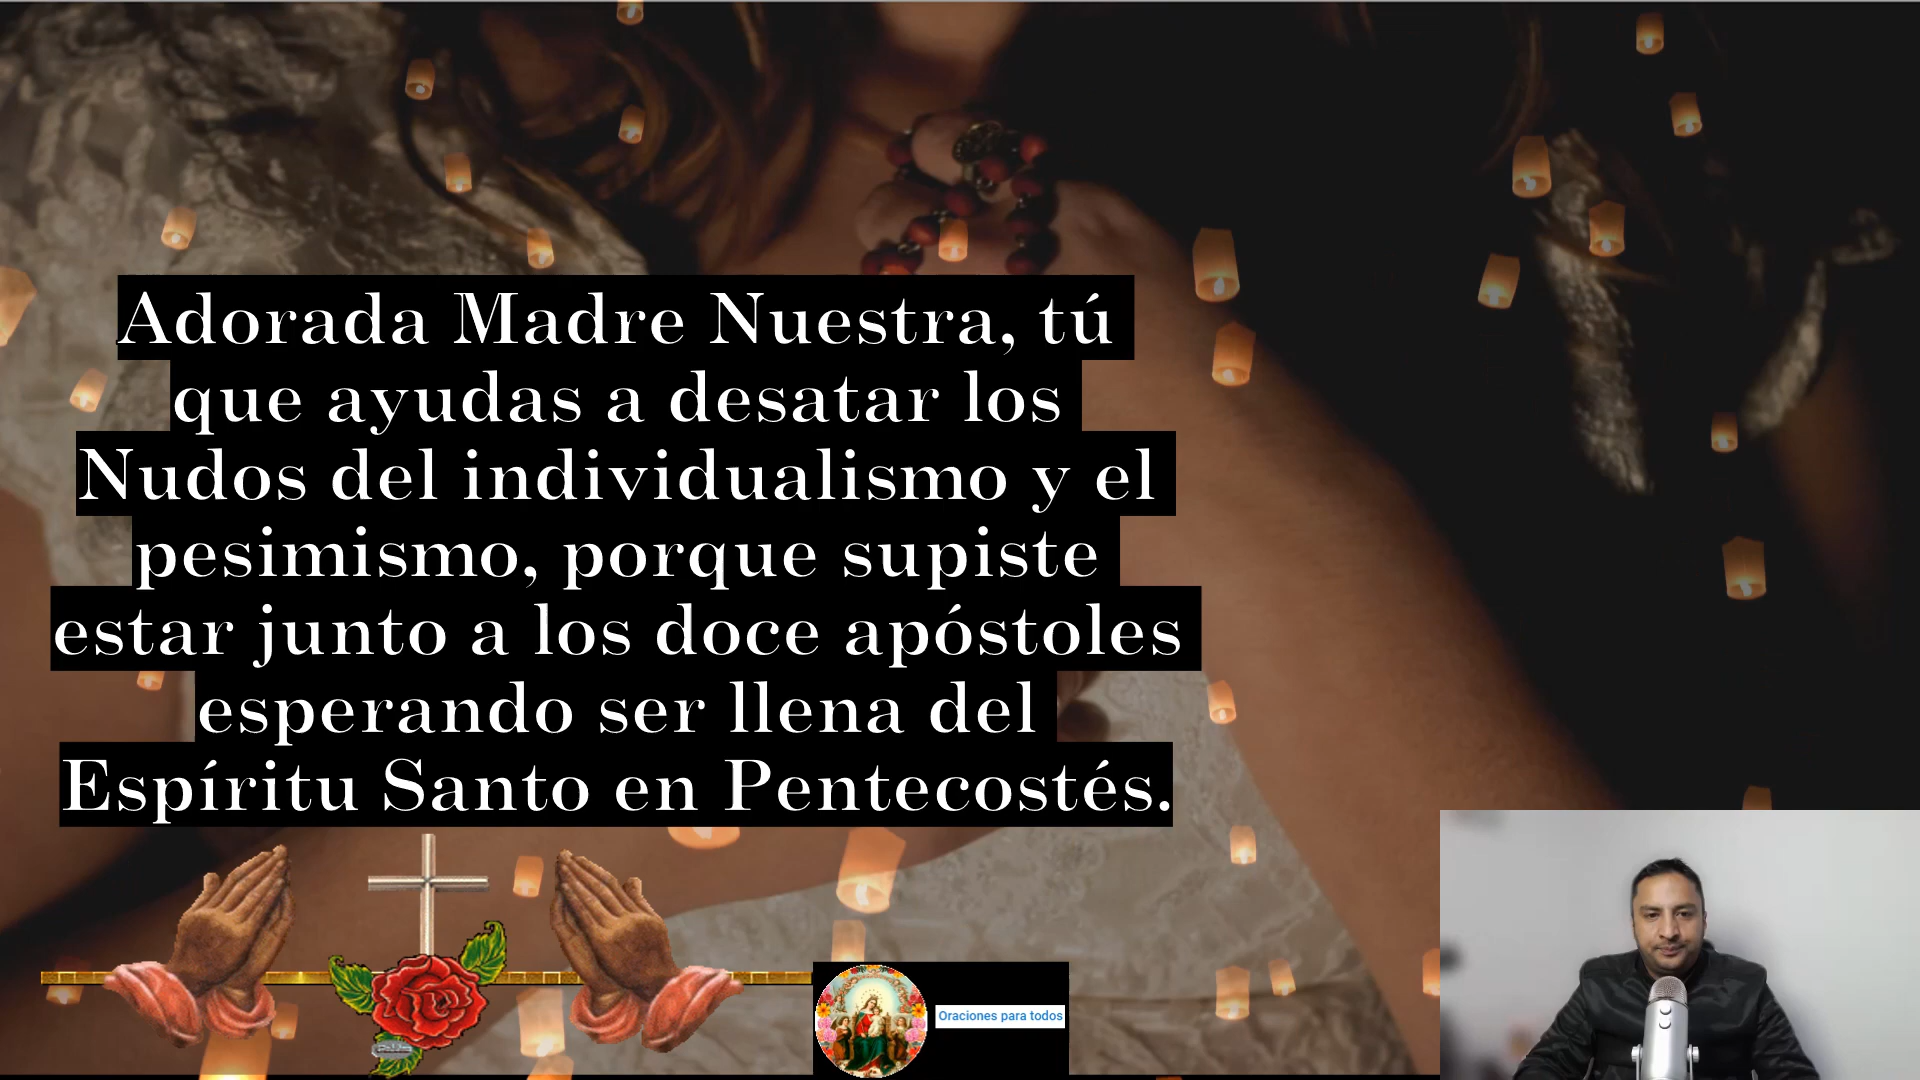 Adorada Madre Nuestra, tú
que ayudas a desatar los
Nudos del individualismo y el
pesimismo, porque supiste
estar junto a los doce apóstoles
esperando ser llena del
Espíritu Santo en Pentecostés.
Oraciones para todos